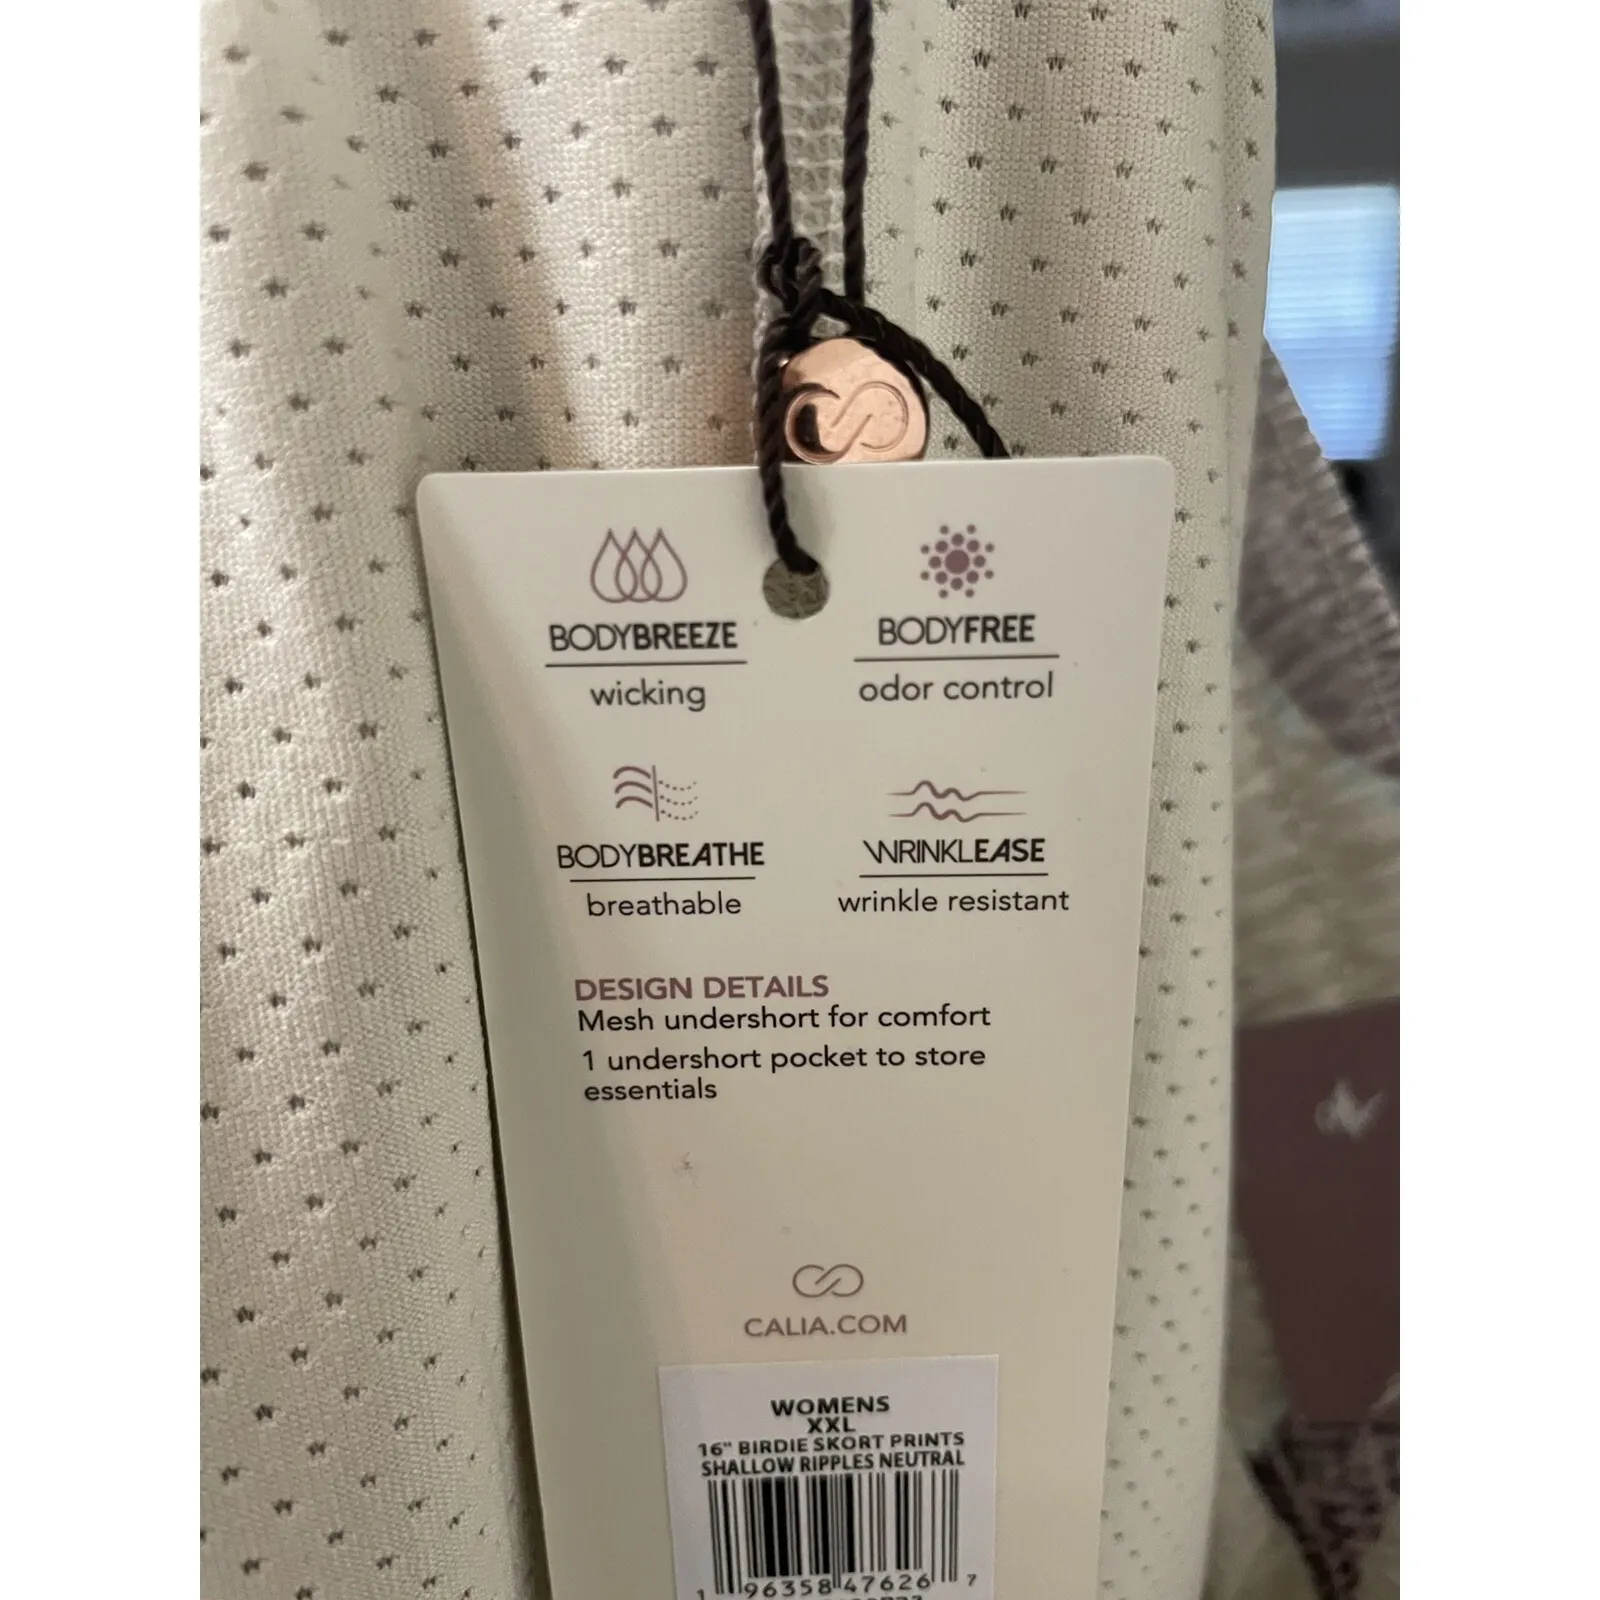 BODYBREEZE
wicking
BODYFREE
odor control
BODYBREATHE
breathable
WRINKLEASE
wrinkle resistant
DESIGN DETAILS
Mesh undershort for comfort
1 undershort pocket to store
essentials
CALIA.COM
WOMENS
XXL
16" BIRDIE SKORT PRINTS
SHALLOW RIPPLES NEUTRAL
1 96358 47626 7